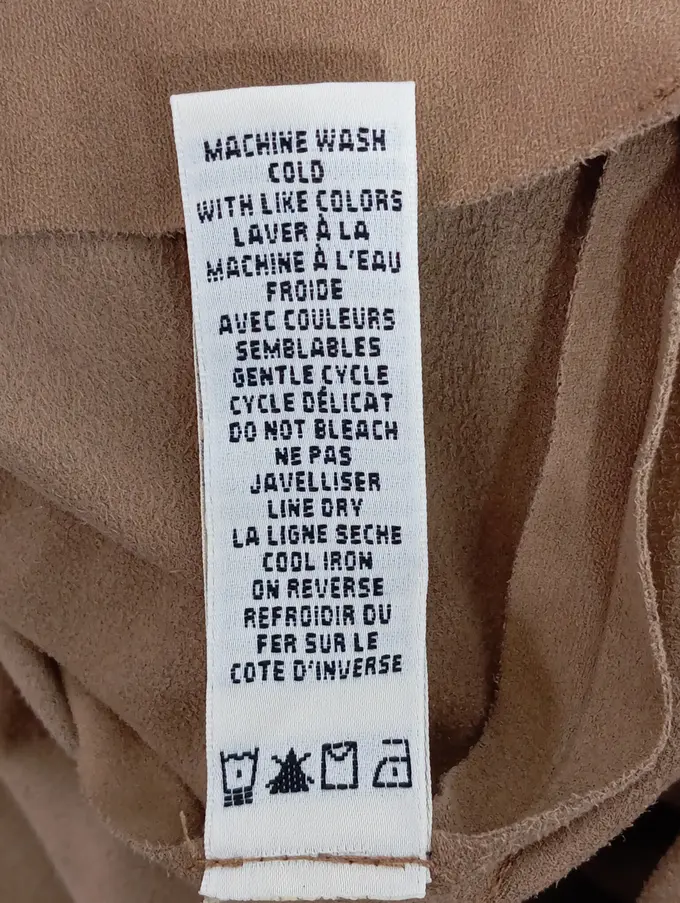 MACHINE WASH
COLD
WITH LIKE COLORS
LAVER À LA
MACHINE À L'EAU
FROIDE
AVEC COULEURS
SEMBLABLES
GENTLE CYCLE
CYCLE DÉLICAT
DO NOT BLEACH
NE PAS
JAVELLISER
LINE DRY
LA LIGNE SECHE
COOL IRON
ON REVERSE
REFROIDIR DU
FER SUR LE
COTE D'INVERSE